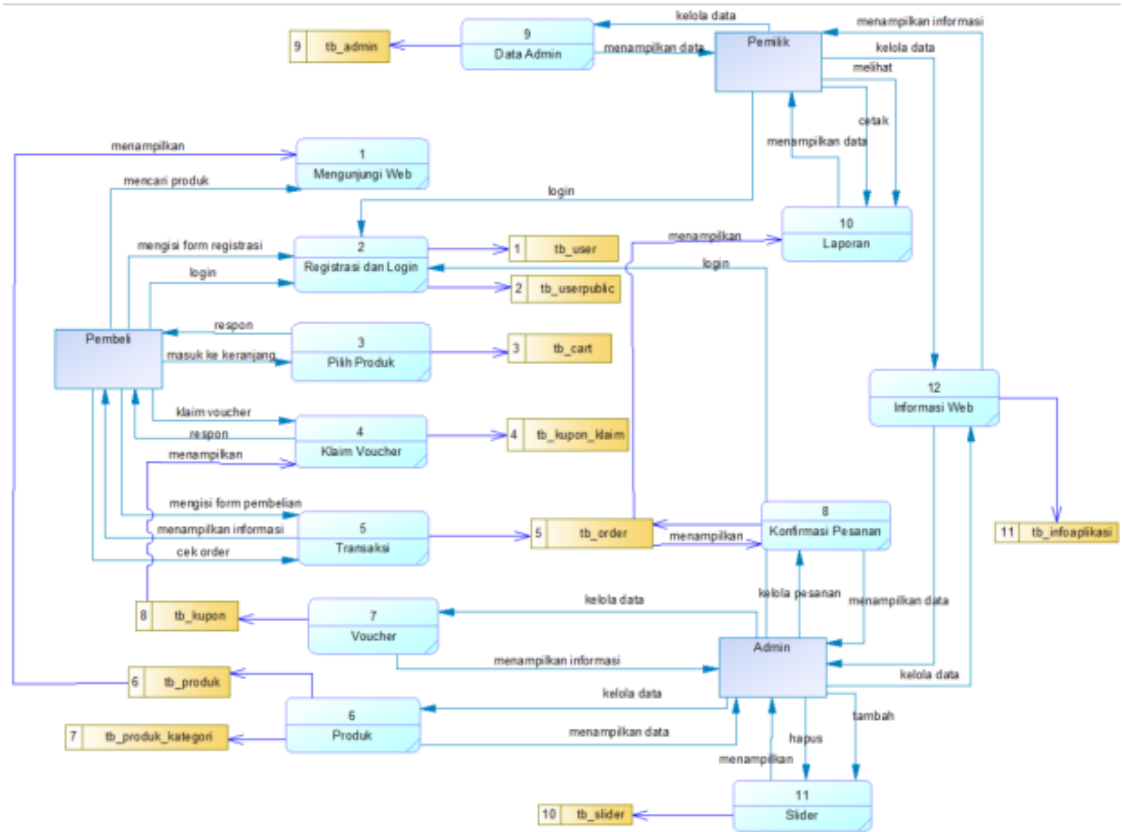 kelola data
menampilkan informasi
9
Data Admin
9 tb_admin
menampilkan data
Pemilik
kelola data
melihat
cetak
menampilkan data
menampilkan
1
Mengunjungi Web
mencari produk
login
10
Laporan
menampilkan
mengisi form registrasi
2
Registrasi dan Login
1 tb_user
login
login
2 tb_userpublic
Pembeli
respon
masuk ke keranjang
3
Pilih Produk
3 tb_cart
12
Informasi Web
klaim voucher
respon
menampilkan
4
Klaim Voucher
4 tb_kupon_klaim
mengisi form pembelian
menampilkan informasi
cek order
5
Transaksi
5 tb_order
menampilkan
8
Konfirmasi Pesanan
11 tb_infoaplikasi
kelola pesanan
menampilkan data
8 tb_kupon
7
Voucher
kelola data
menampilkan informasi
Admin
kelola data
6 tb_produk
6
Produk
kelola data
menampilkan data
7 tb_produk_kategori
tambah
hapus
menampilkan
11
Slider
10 tb_slider